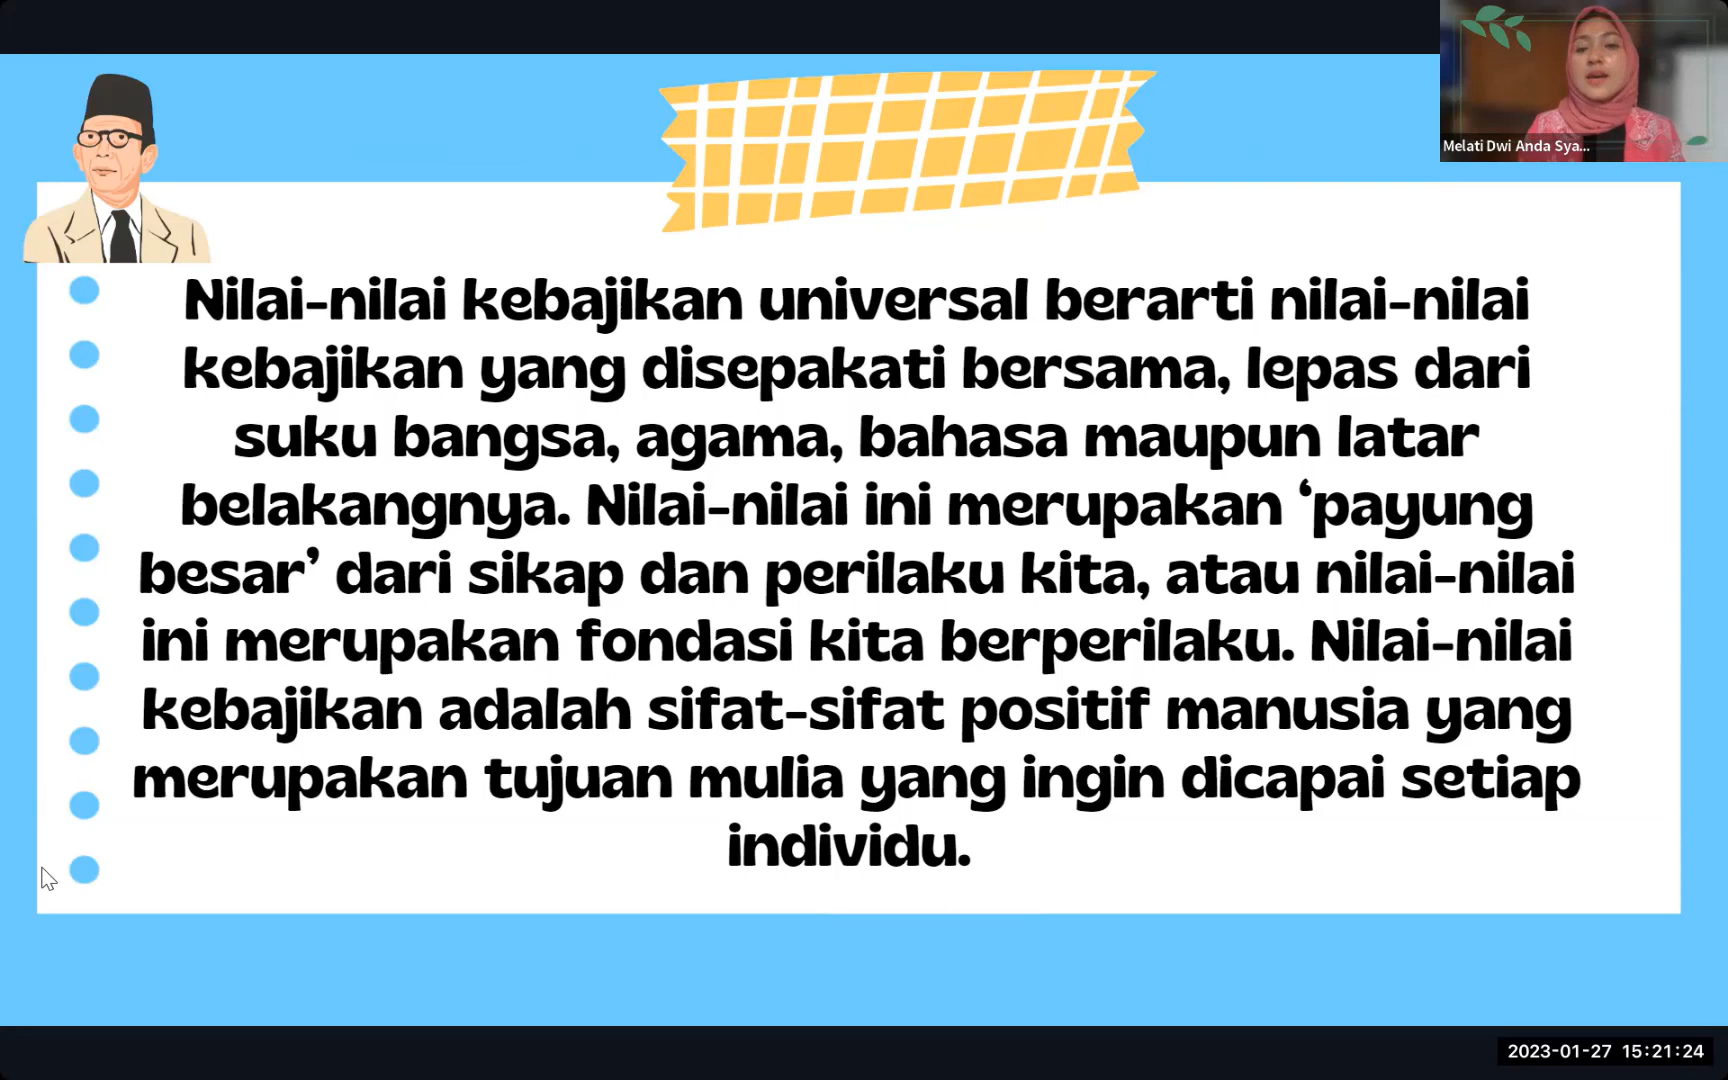 Melati Dwi Anda Sya...
Nilai-nilai kebajikan universal berarti nilai-nilai
kebajikan yang disepakati bersama, lepas dari
suku bangsa, agama, bahasa maupun latar
belakangnya. Nilai-nilai ini merupakan ‘payung
besar’ dari sikap dan perilaku kita, atau nilai-nilai
ini merupakan fondasi kita berperilaku. Nilai-nilai
kebajikan adalah sifat-sifat positif manusia yang
merupakan tujuan mulia yang ingin dicapai setiap
individu.
2023-01-27 15:21:24